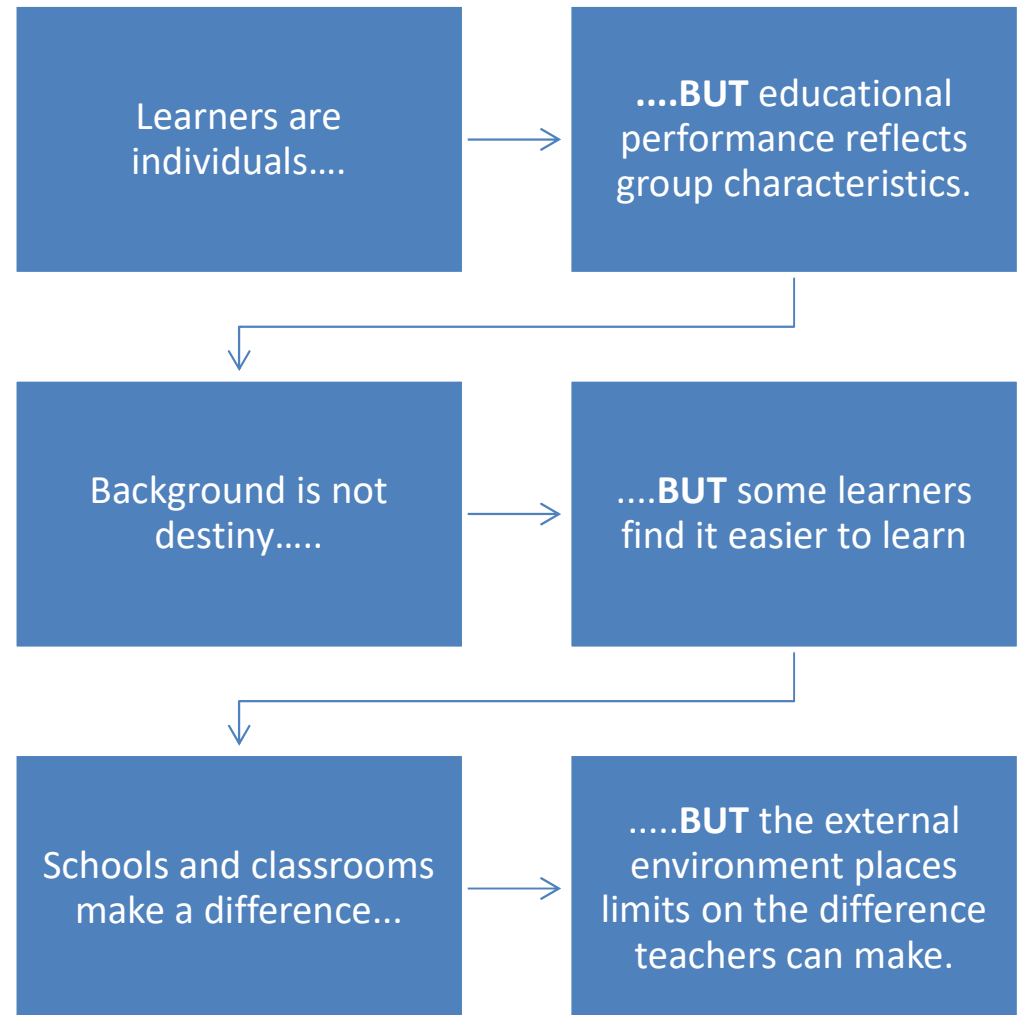 Learners are
individuals....
....BUT educational
performance reflects
group characteristics.
Background is not
destiny.....
....BUT some learners
find it easier to learn
Schools and classrooms
make a difference...
.....BUT the external
environment places
limits on the difference
teachers can make.